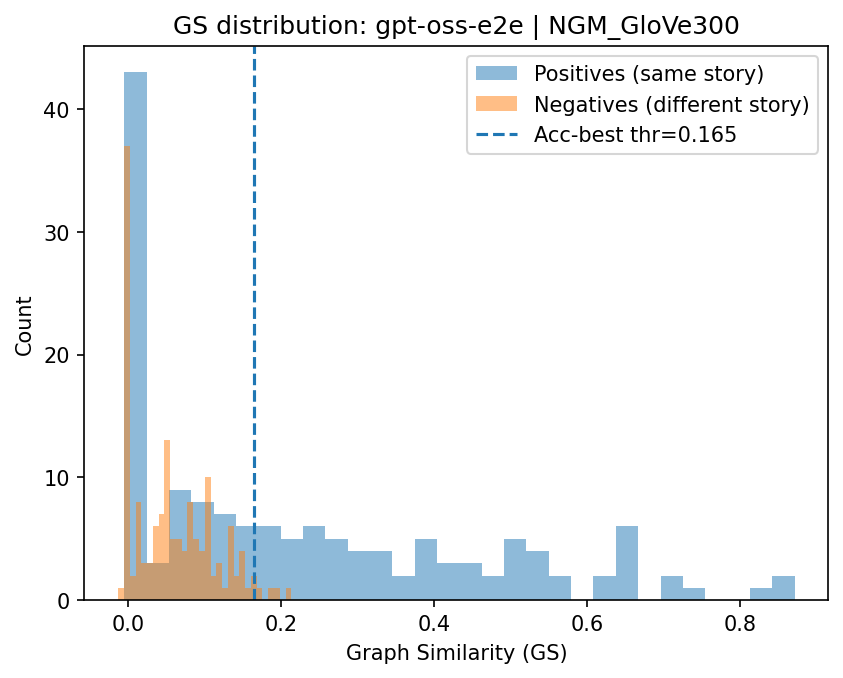 GS distribution: gpt-oss-e2e | NGM_GloVe300
Positives (same story)
Negatives (different story)
Acc-best thr=0.165
Count
40
30
20
10
0
0.0 0.2 0.4 0.6 0.8
Graph Similarity (GS)